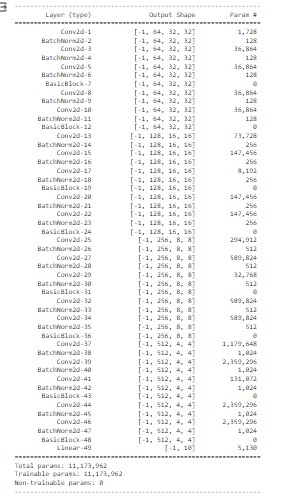 Layer (type) Output Shape Param #
Conv2d-1 [-1, 64, 32, 32] 1,728
BatchNorm2d-2 [-1, 64, 32, 32] 128
Conv2d-3 [-1, 64, 32, 32] 36,864
BatchNorm2d-4 [-1, 64, 32, 32] 128
Conv2d-5 [-1, 64, 32, 32] 36,864
BatchNorm2d-6 [-1, 64, 32, 32] 128
BasicBlock-7 [-1, 64, 32, 32] 0
Conv2d-8 [-1, 64, 32, 32] 36,864
BatchNorm2d-9 [-1, 64, 32, 32] 128
Conv2d-10 [-1, 64, 32, 32] 36,864
BatchNorm2d-11 [-1, 64, 32, 32] 128
BasicBlock-12 [-1, 64, 32, 32] 0
Conv2d-13 [-1, 128, 16, 16] 73,728
BatchNorm2d-14 [-1, 128, 16, 16] 256
Conv2d-15 [-1, 128, 16, 16] 147,456
BatchNorm2d-16 [-1, 128, 16, 16] 256
Conv2d-17 [-1, 128, 16, 16] 8,192
BatchNorm2d-18 [-1, 128, 16, 16] 256
BasicBlock-19 [-1, 128, 16, 16] 0
Conv2d-20 [-1, 128, 16, 16] 147,456
BatchNorm2d-21 [-1, 128, 16, 16] 256
Conv2d-22 [-1, 128, 16, 16] 147,456
BatchNorm2d-23 [-1, 128, 16, 16] 256
BasicBlock-24 [-1, 128, 16, 16] 0
Conv2d-25 [-1, 256, 8, 8] 294,912
BatchNorm2d-26 [-1, 256, 8, 8] 512
Conv2d-27 [-1, 256, 8, 8] 589,824
BatchNorm2d-28 [-1, 256, 8, 8] 512
Conv2d-29 [-1, 256, 8, 8] 32,768
BatchNorm2d-30 [-1, 256, 8, 8] 512
BasicBlock-31 [-1, 256, 8, 8] 0
Conv2d-32 [-1, 256, 8, 8] 589,824
BatchNorm2d-33 [-1, 256, 8, 8] 512
Conv2d-34 [-1, 256, 8, 8] 589,824
BatchNorm2d-35 [-1, 256, 8, 8] 512
BasicBlock-36 [-1, 256, 8, 8] 0
Conv2d-37 [-1, 512, 4, 4] 1,179,648
BatchNorm2d-38 [-1, 512, 4, 4] 1,024
Conv2d-39 [-1, 512, 4, 4] 2,359,296
BatchNorm2d-40 [-1, 512, 4, 4] 1,024
Conv2d-41 [-1, 512, 4, 4] 131,072
BatchNorm2d-42 [-1, 512, 4, 4] 1,024
BasicBlock-43 [-1, 512, 4, 4] 0
Conv2d-44 [-1, 512, 4, 4] 2,359,296
BatchNorm2d-45 [-1, 512, 4, 4] 1,024
Conv2d-46 [-1, 512, 4, 4] 2,359,296
BatchNorm2d-47 [-1, 512, 4, 4] 1,024
BasicBlock-48 [-1, 512, 4, 4] 0
Linear-49 [-1, 10] 5,130
Total params: 11,173,962
Trainable params: 11,173,962
Non-trainable params: 0